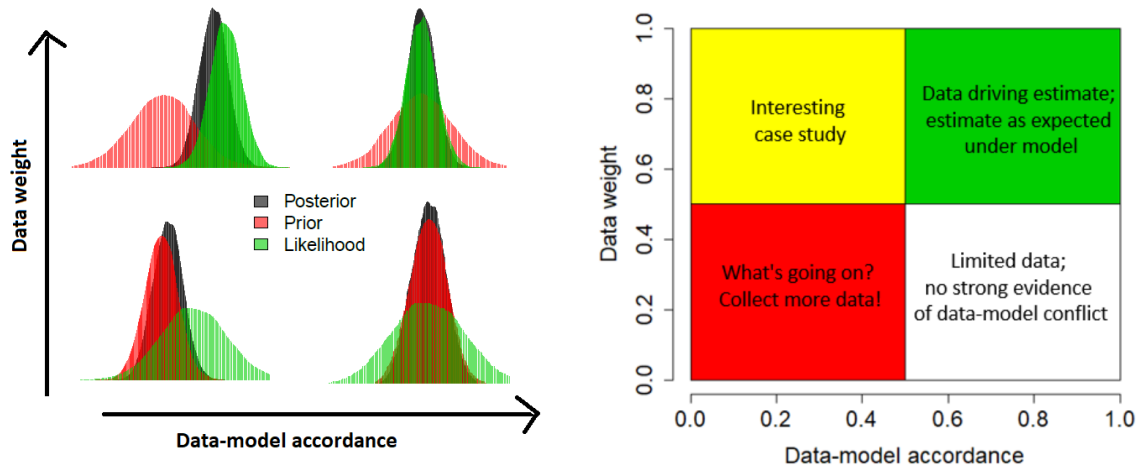 Data weight
Posterior
Prior
Likelihood
Data-model accordance
Data weight
1.0
0.8
0.6
0.4
0.2
0.0
Interesting
case study
Data driving estimate;
estimate as expected
under model
What's going on?
Collect more data!
Limited data;
no strong evidence
of data-model conflict
0.0 0.2 0.4 0.6 0.8 1.0
Data-model accordance